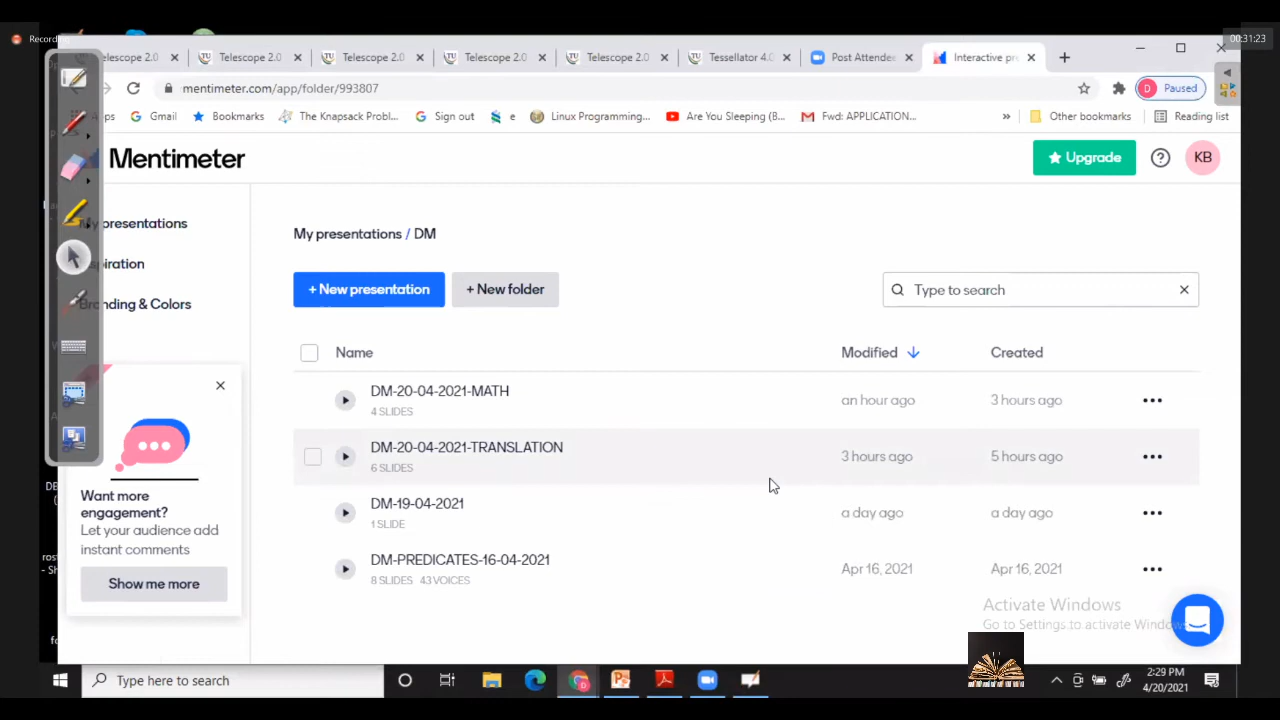 Recording
00:31:23
elescope 2.0
Telescope 2.0
Telescope 2.0
Telescope 2.0
Telescope 2.0
Tessellator 4.0
Post Attende
Interactive pr
mentimeter.com/app/folder/993807
D Paused
ps
Gmail
Bookmarks
The Knapsack Probl...
Sign out
e
Linux Programming...
Are You Sleeping (B...
Fwd: APPLICATION...
»
Other bookmarks
Reading list
Mentimeter
Upgrade
KB
My presentations
spiration
Branding & Colors
My presentations / DM
+ New presentation
+ New folder
Type to search
Name
Modified
Created
DM-20-04-2021-MATH
4 SLIDES
an hour ago
3 hours ago
DM-20-04-2021-TRANSLATION
6 SLIDES
3 hours ago
5 hours ago
DM-19-04-2021
1 SLIDE
a day ago
a day ago
DM-PREDICATES-16-04-2021
8 SLIDES 43 VOICES
Apr 16, 2021
Apr 16, 2021
Want more
engagement?
Let your audience add
instant comments
Show me more
Activate Windows
Go to Settings to activate Windows.
Type here to search
2:29 PM
4/20/2021